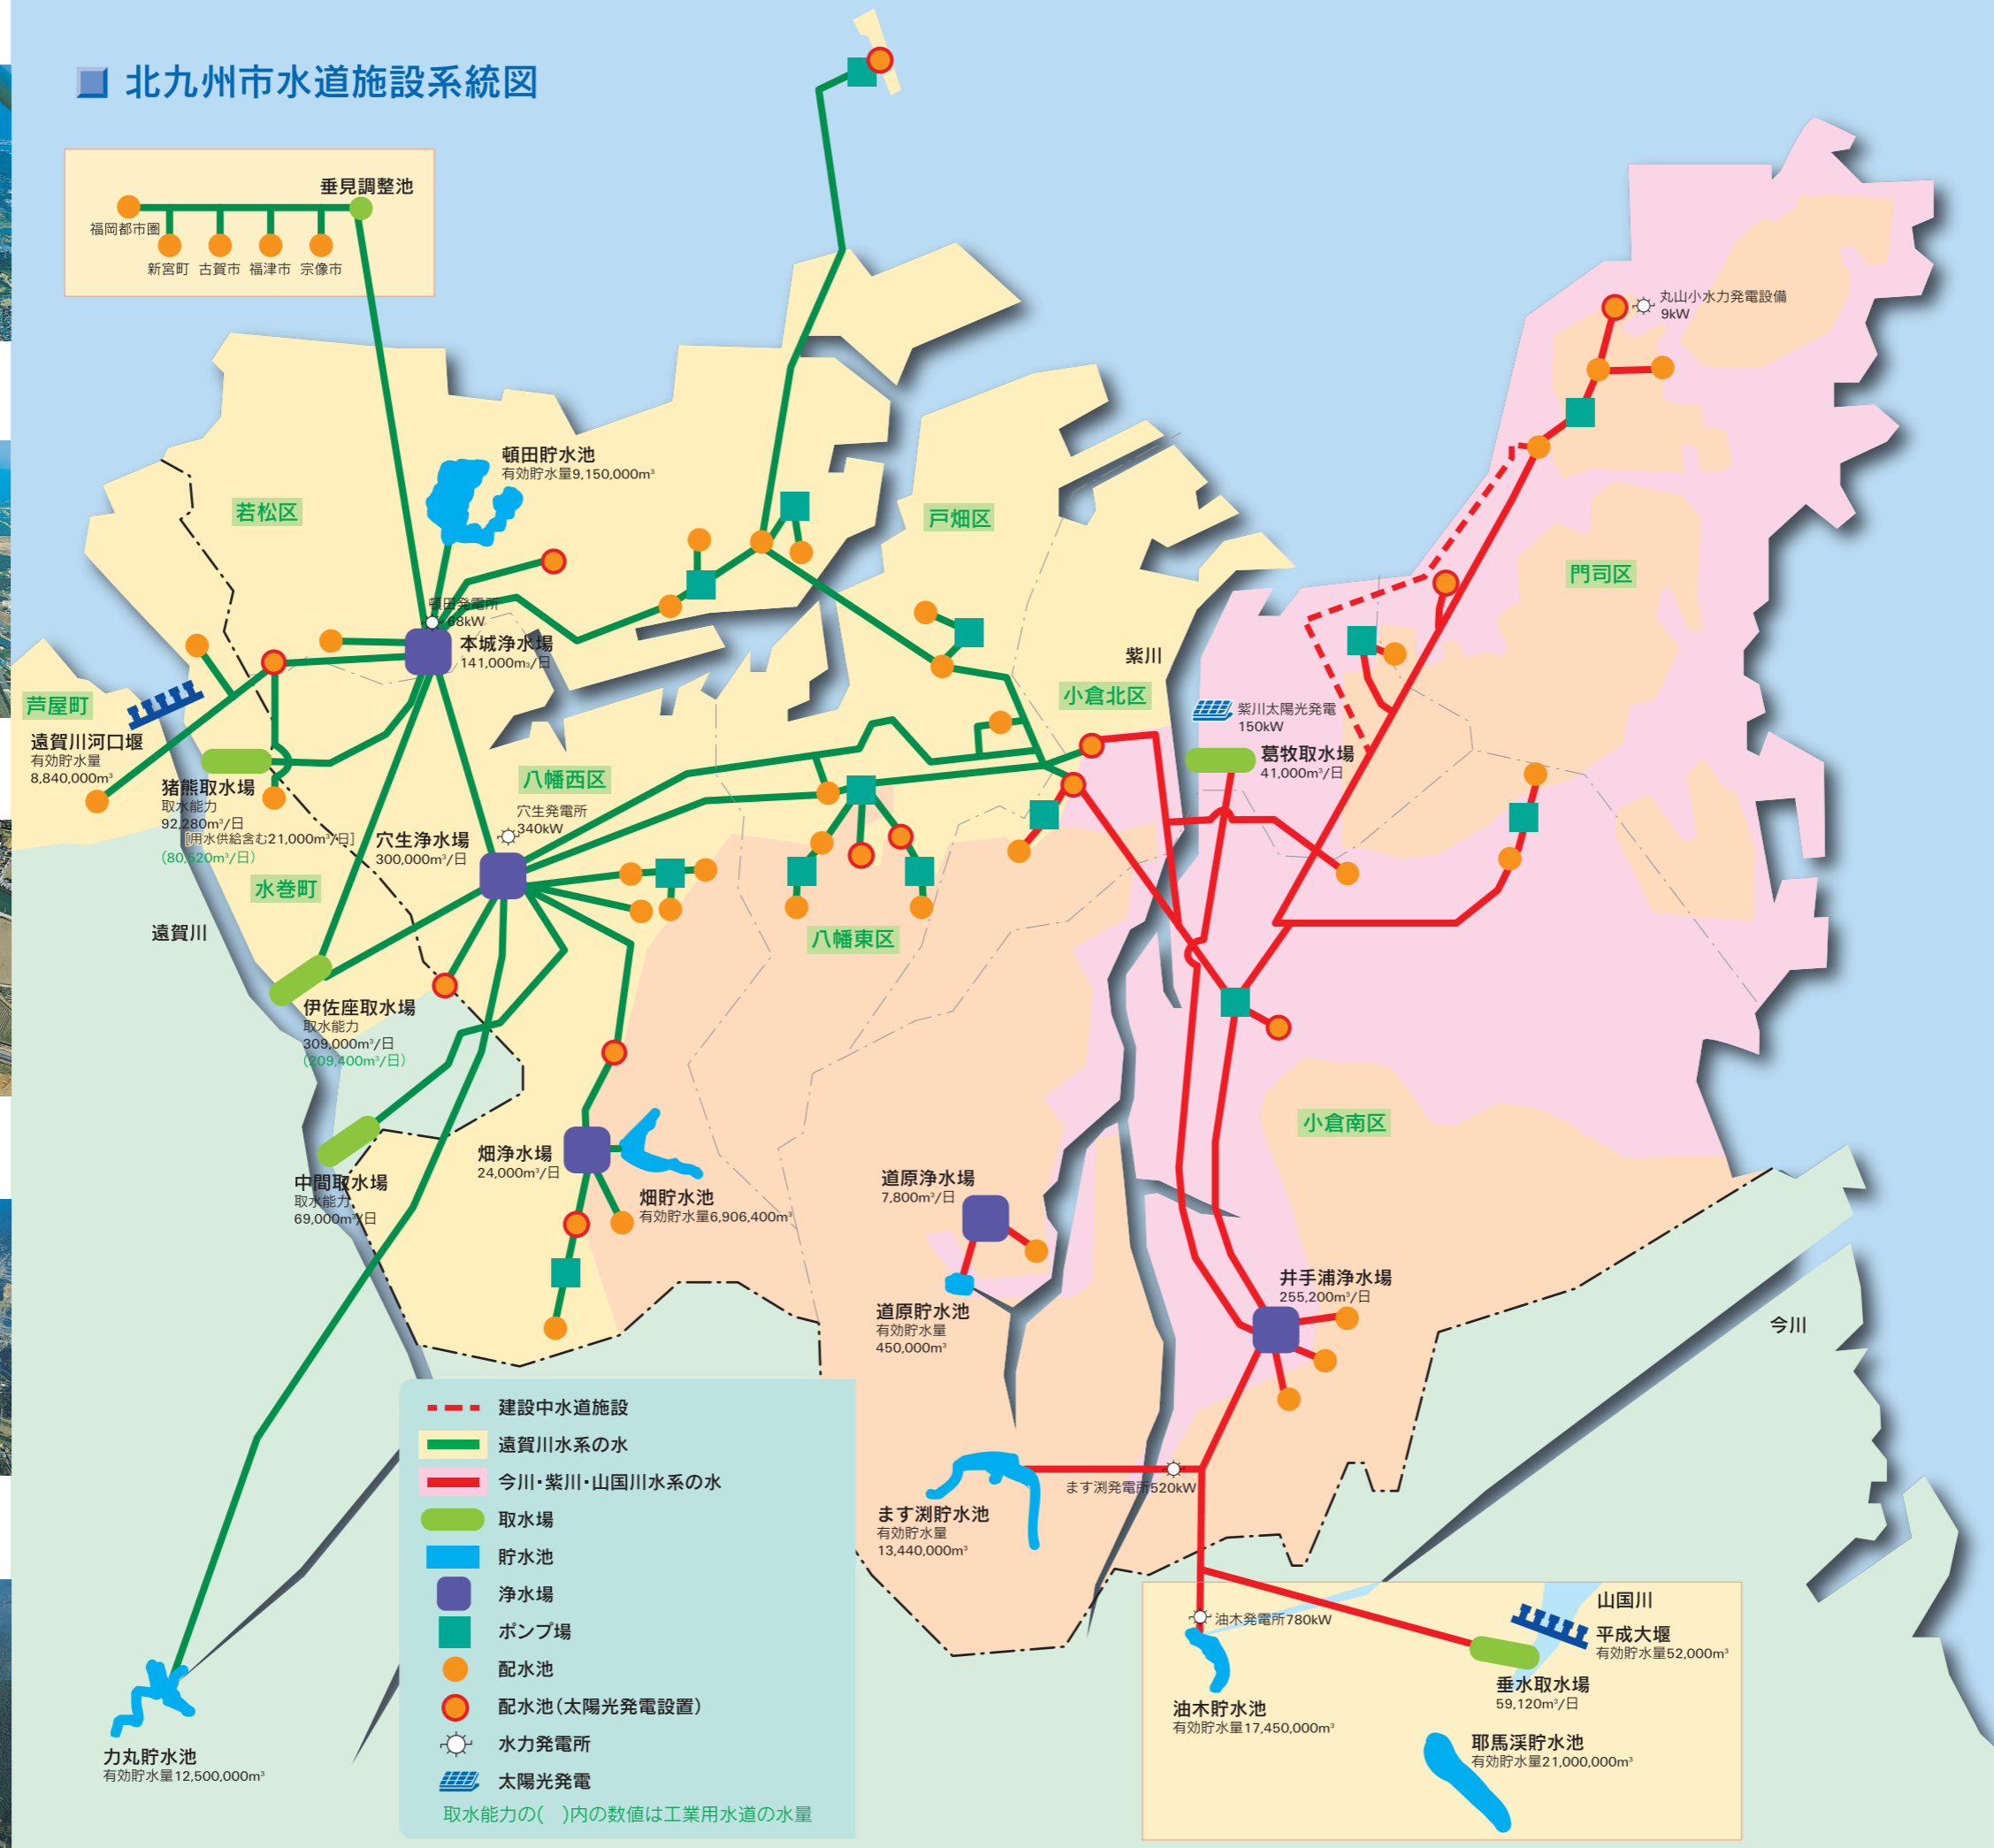 北九州市水道施設系統図
垂見調整池
福岡都市圏
新宮町
古賀市
福津市
宗像市
丸山小水力発電設備
9kW
頓田貯水池
有効貯水量9,150,000m³
若松区
戸畑区
門司区
頓田発電所
68kW
本城浄水場
141,000m³/日
紫川
小倉北区
芦屋町
遠賀川河口堰
有効貯水量
8,840,000m³
紫川太陽光発電
150kW
葛牧取水場
41,000m³/日
猪熊取水場
取水能力
92,280m³/日
[用水供給含む21,000m³/日]
(80,520m³/日)
八幡西区
穴生発電所
340kW
穴生浄水場
300,000m³/日
水巻町
遠賀川
八幡東区
伊佐座取水場
取水能力
309,000m³/日
(209,400m³/日)
小倉南区
中間取水場
取水能力
69,000m³/日
畑浄水場
24,000m³/日
畑貯水池
有効貯水量6,906,400m³
道原浄水場
7,800m³/日
道原貯水池
有効貯水量
450,000m³
井手浦浄水場
255,200m³/日
今川
ます渕発電所520kW
ます渕貯水池
有効貯水量
13,440,000m³
建設中水道施設
遠賀川水系の水
今川・紫川・山国川水系の水
取水場
貯水池
浄水場
ポンプ場
配水池
配水池(太陽光発電設置)
水力発電所
太陽光発電
取水能力の(　)内の数値は工業用水道の水量
力丸貯水池
有効貯水量12,500,000m³
油木発電所780kW
油木貯水池
有効貯水量17,450,000m³
山国川
平成大堰
有効貯水量52,000m³
垂水取水場
59,120m³/日
耶馬渓貯水池
有効貯水量21,000,000m³